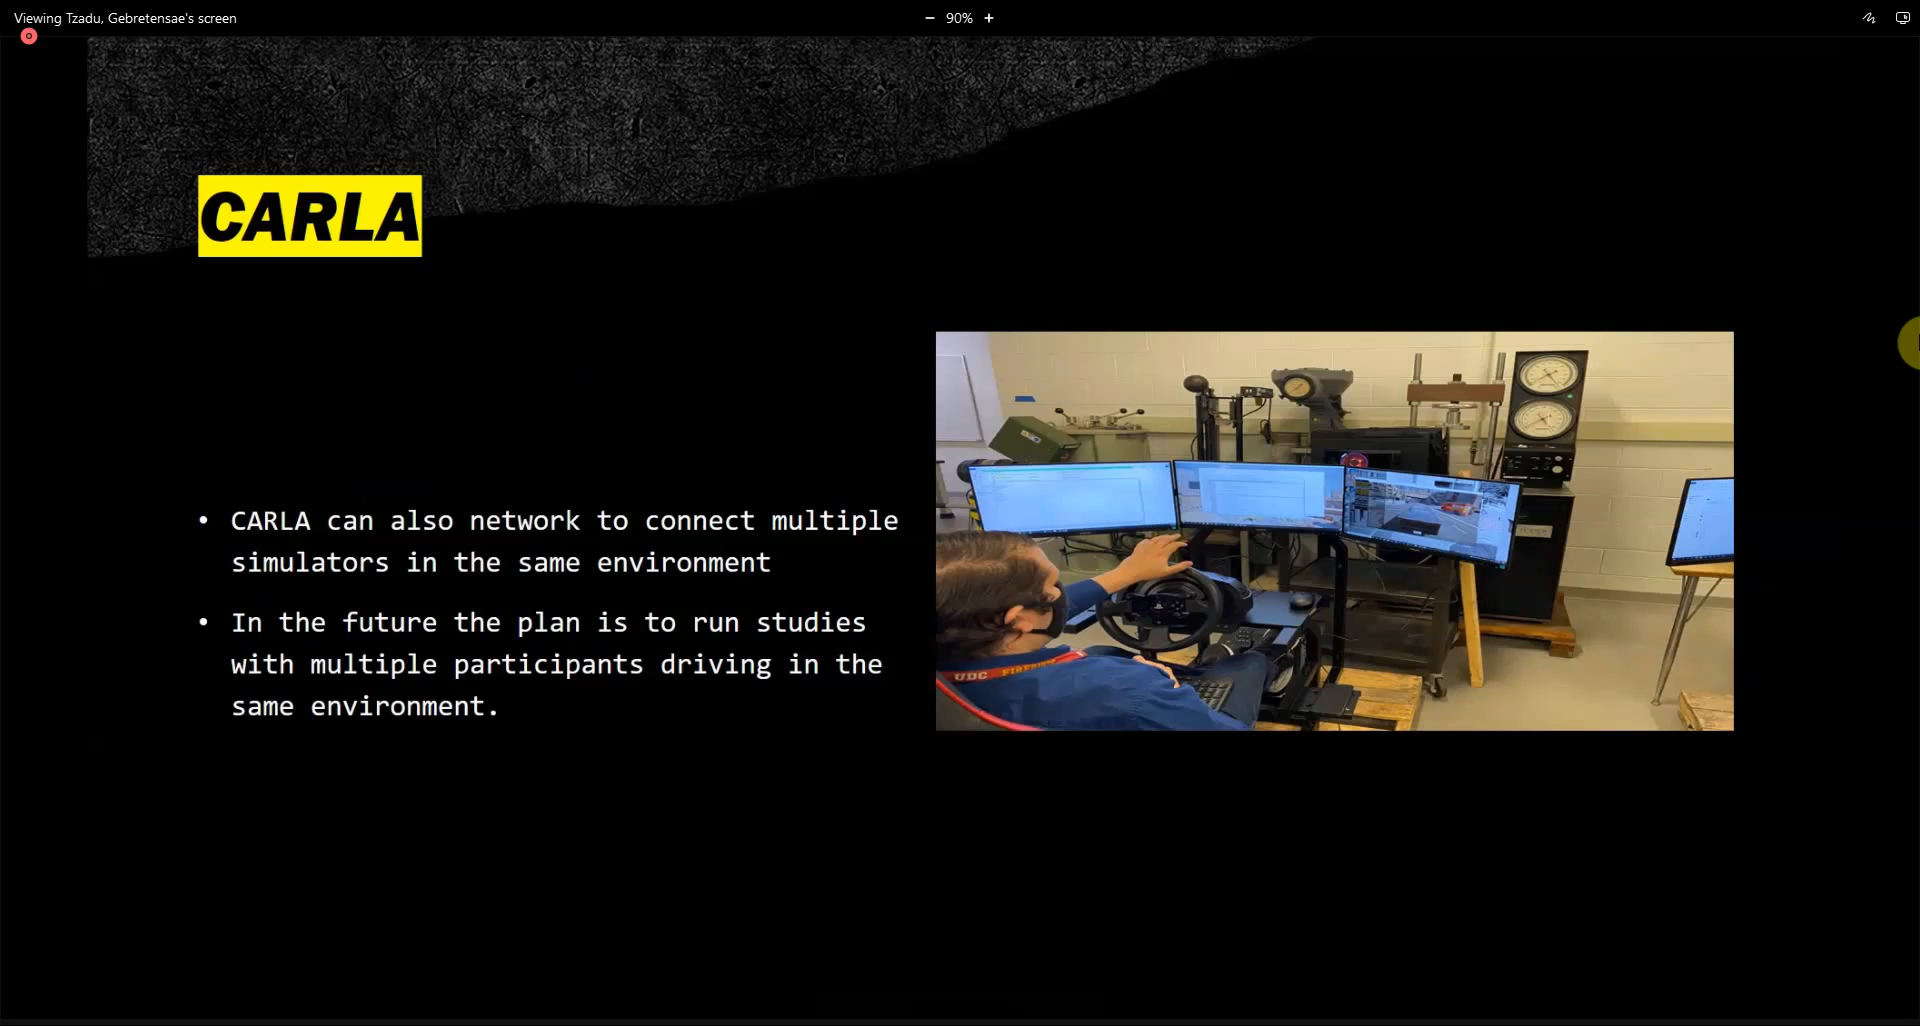 Viewing Tzadu, Gebretensae's screen
− 90% +
CARLA
• CARLA can also network to connect multiple
simulators in the same environment
• In the future the plan is to run studies
with multiple participants driving in the
same environment.
UDC FIREBIRDS